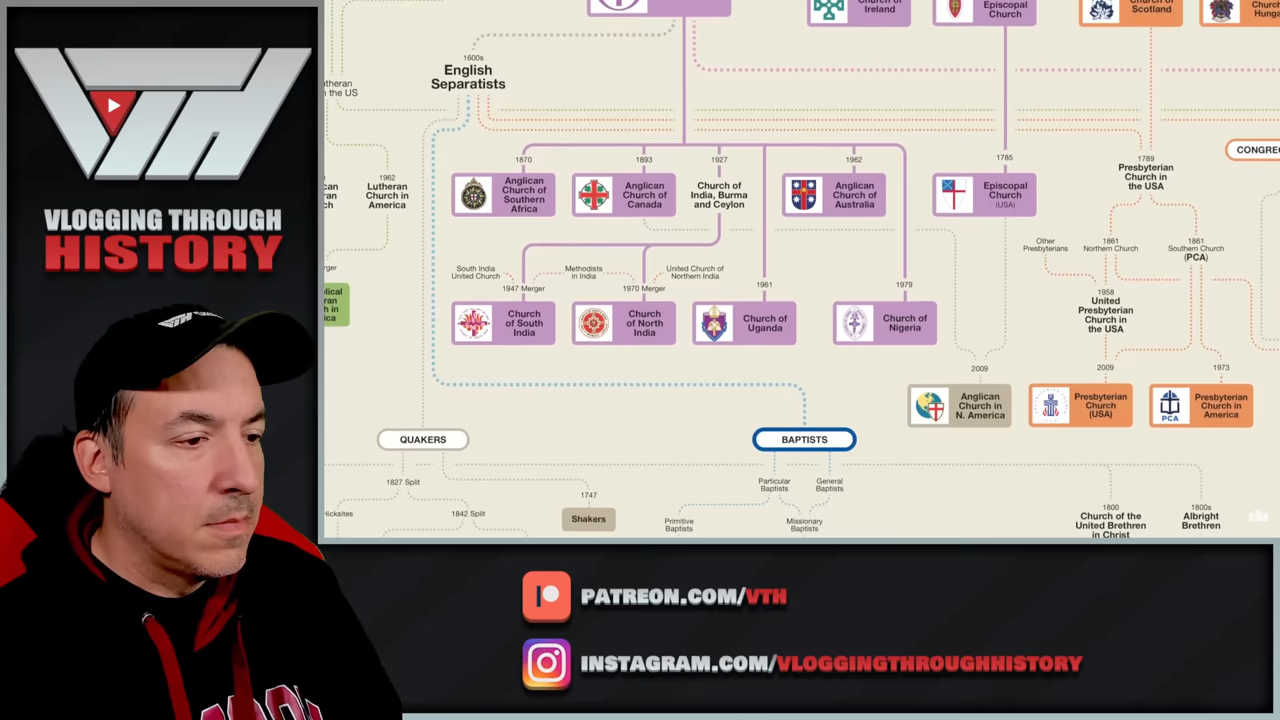 VTH
VLOGGING THROUGH
HISTORY
Ireland
Episcopal
Church
Scotland
1600s
English
Separatists
in the US
CONGREG
1870
Anglican
Church of
Southern
Africa
1893
Anglican
Church of
Canada
1927
Church of
India, Burma
and Ceylon
1962
Anglican
Church of
Australia
1785
Episcopal
Church
(USA)
1789
Presbyterian
Church in
the USA
1962
Lutheran
Church in
America
South India
United Church
1947 Merger
Church
of South
India
Methodists
in India
United Church of
Northern India
1970 Merger
Church
of North
India
1961
Church of
Uganda
1979
Church of
Nigeria
Other
Presbyterians
1861
Northern Church
1861
Southern Church
(PCA)
1958
United
Presbyterian
Church in
the USA
2009
Anglican
Church in
N. America
2009
Presbyterian
Church
(USA)
1973
PCA
Presbyterian
Church in
America
QUAKERS
BAPTISTS
1827 Split
1842 Split
1747
Shakers
Particular
Baptists
General
Baptists
Primitive
Baptists
Missionary
Baptists
1800
Church of the
United Brethren
in Christ
1800s
Albright
Brethren
PATREON.COM/VTH
INSTAGRAM.COM/VLOGGINGTHROUGHHISTORY